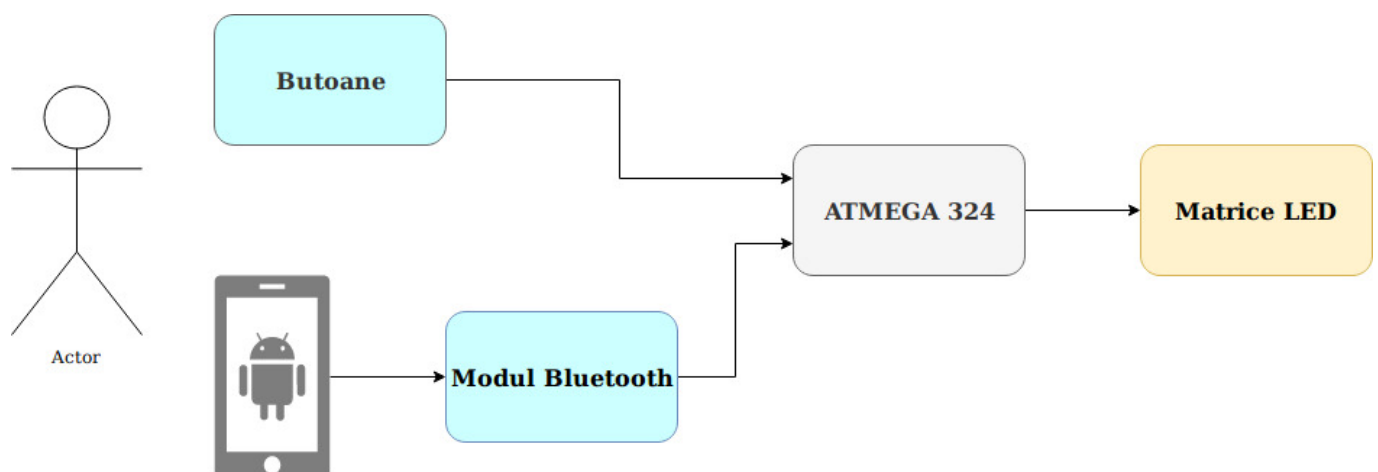 Butoane
ATMEGA 324
Matrice LED
Actor
Modul Bluetooth